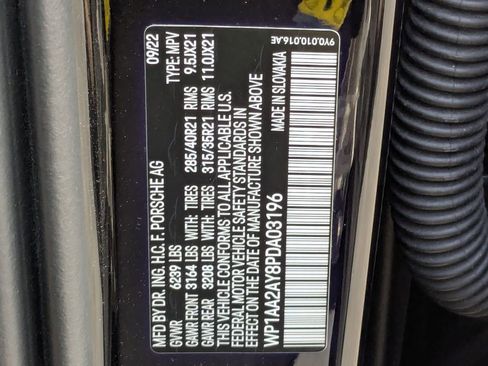 MFD BY DR. ING. H.C. F. PORSCHE AG 09/22
GVWR 6239 LBS TYPE: MPV
GAWR FRONT 3164 LBS WITH: TIRES 285/40R21 RIMS 9.5JX21
GAWR REAR 3208 LBS WITH: TIRES 315/35R21 RIMS 11.0JX21
THIS VEHICLE CONFORMS TO ALL APPLICABLE U.S.
FEDERAL MOTOR VEHICLE SAFETY STANDARDS IN
EFFECT ON THE DATE OF MANUFACTURE SHOWN ABOVE
WP1AA2AY8PDA03196 MADE IN SLOVAKIA
9Y0.010.016.AE